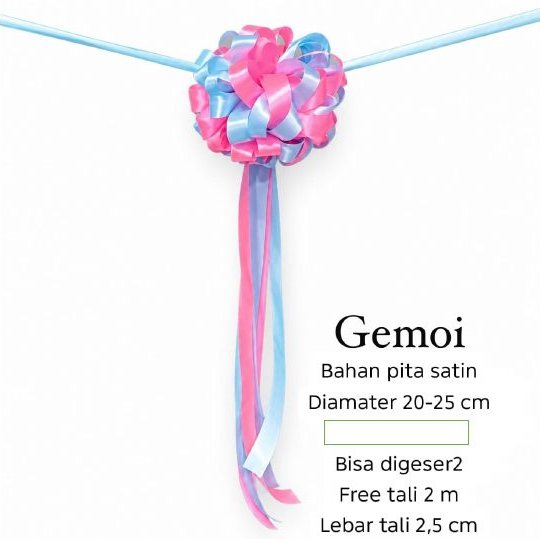 Gemoi
Bahan pita satin
Diamater 20-25 cm
Bisa digeser2
Free tali 2 m
Lebar tali 2,5 cm